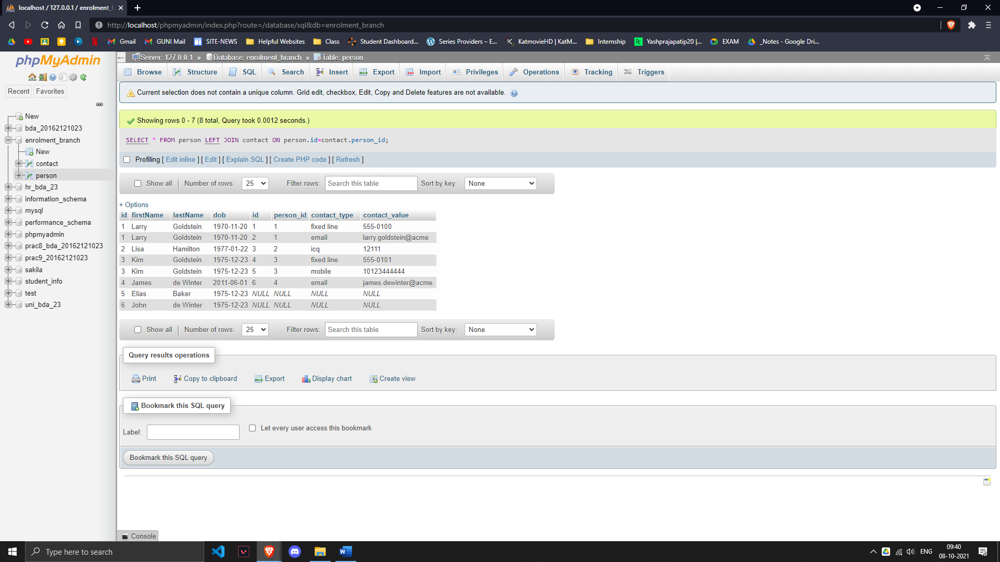 localhost / 127.0.0.1 / enrolment_
http://localhost/phpmyadmin/index.php?route=/database/sql&db=enrolment_branch
Gmail GUNI Mail SITE-NEWS Helpful Websites Class Student Dashboard... Series Providers – E... KatmovieHD | KatM... Internship Yashprajapatip20 |... EXAM _Notes - Google Dri...
phpMyAdmin
Recent Favorites
New
bda_20162121023
enrolment_branch
New
contact
person
hr_bda_23
information_schema
mysql
performance_schema
phpmyadmin
prac8_bda_20162121023
prac9_20162121023
sakila
student_info
test
uni_bda_23
Server: 127.0.0.1 » Database: enrolment_branch » Table: person
Browse Structure SQL Search Insert Export Import Privileges Operations Tracking Triggers
Current selection does not contain a unique column. Grid edit, checkbox, Edit, Copy and Delete features are not available.
Showing rows 0 - 7 (8 total, Query took 0.0012 seconds.)
SELECT * FROM person LEFT JOIN contact ON person.id=contact.person_id;
Profiling [ Edit inline ] [ Edit ] [ Explain SQL ] [ Create PHP code ] [ Refresh ]
Show all | Number of rows: 25 Filter rows: Search this table Sort by key: None
+ Options
id firstName lastName dob id person_id contact_type contact_value
1 Larry Goldstein 1970-11-20 1 1 fixed line 555-0100
1 Larry Goldstein 1970-11-20 2 1 email larry.goldstein@acme
2 Lisa Hamilton 1977-01-22 3 2 icq 12111
3 Kim Goldstein 1975-12-23 4 3 fixed line 555-0101
3 Kim Goldstein 1975-12-23 5 3 mobile 10123444444
4 James de Winter 2011-06-01 6 4 email james.dewinter@acme.
5 Elias Baker 1975-12-23 NULL NULL NULL NULL
6 John de Winter 1975-12-23 NULL NULL NULL NULL
Show all | Number of rows: 25 Filter rows: Search this table Sort by key: None
Query results operations
Print Copy to clipboard Export Display chart Create view
Bookmark this SQL query
Label: Let every user access this bookmark
Bookmark this SQL query
Console
Type here to search
ENG
09:40
08-10-2021